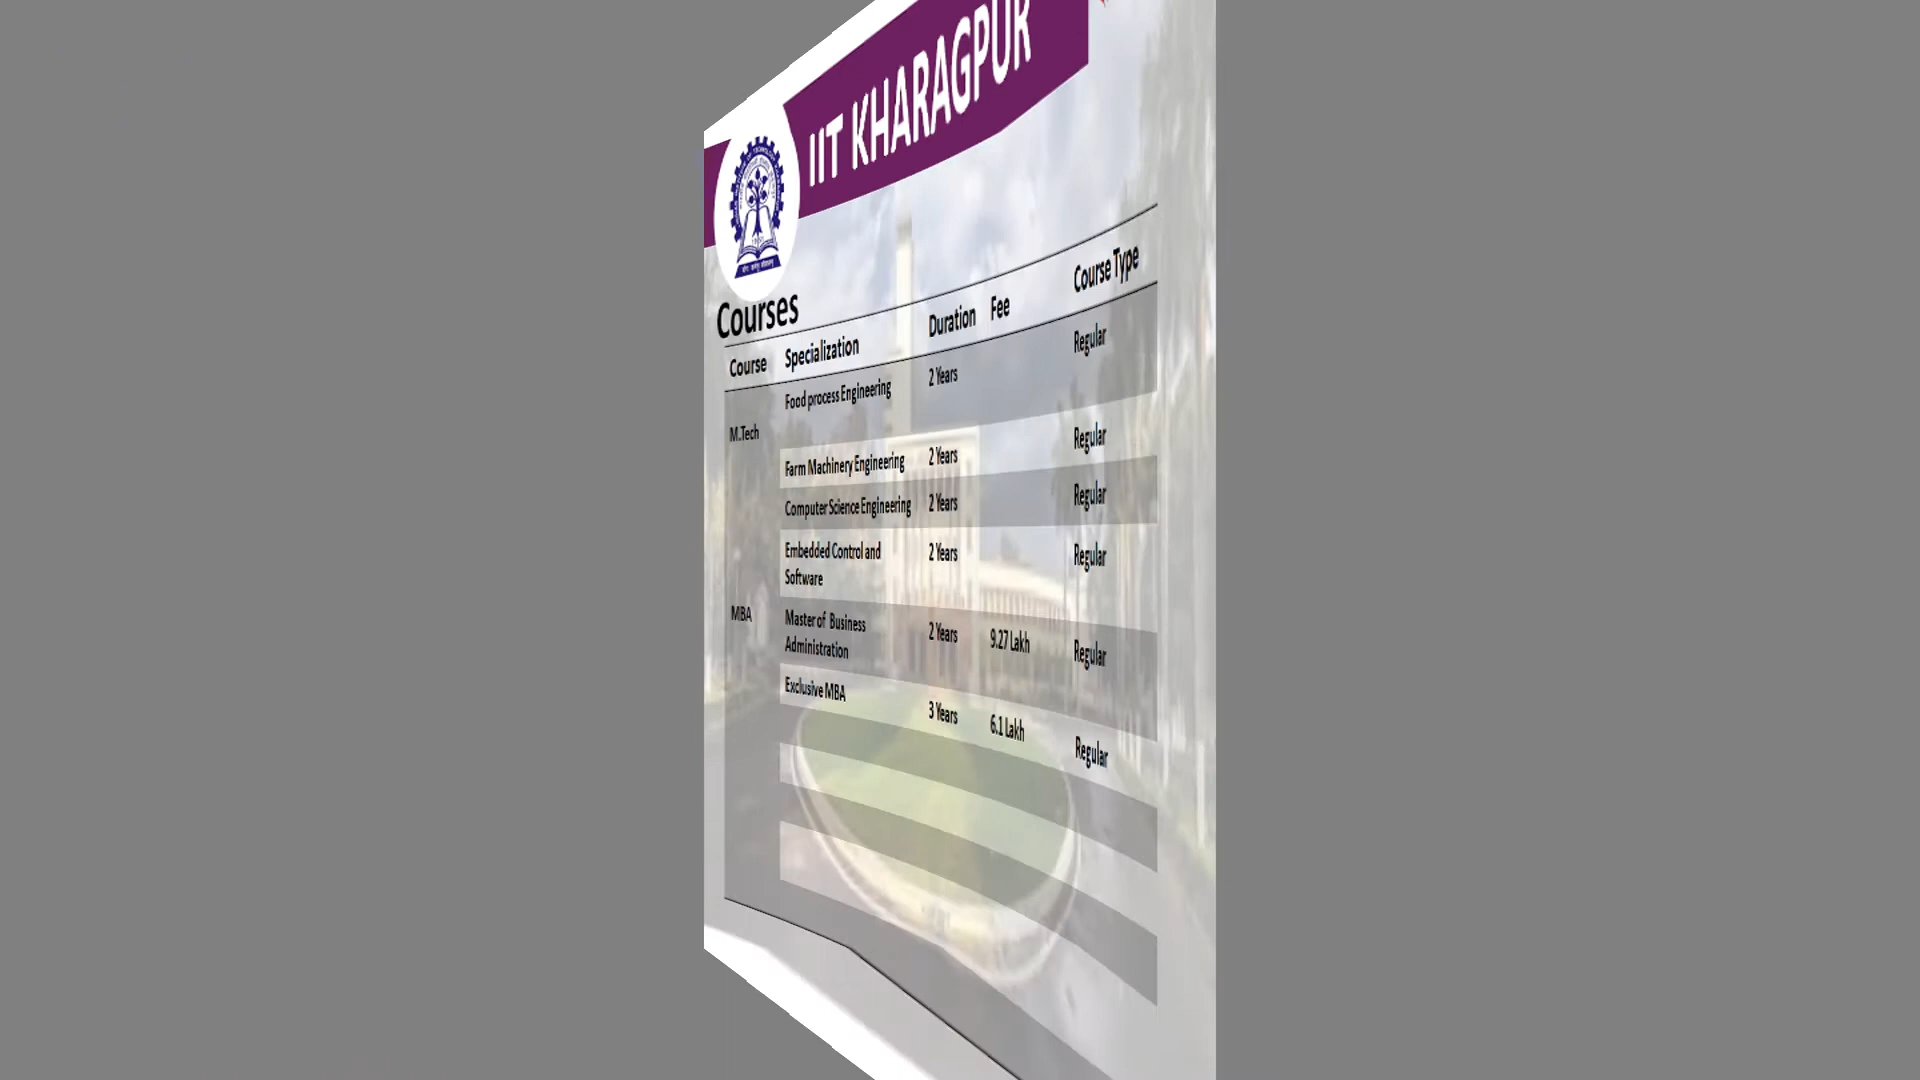 IIT KHARAGPUR
Courses
Course Specialization Duration Fee Course Type
M.Tech Food process Engineering 2 Years Regular
Farm Machinery Engineering 2 Years Regular
Computer Science Engineering 2 Years Regular
Embedded Control and 2 Years Regular
Software
MBA Master of Business 2 Years 9.27 Lakh Regular
Administration
Exclusive MBA 3 Years 6.1 Lakh Regular